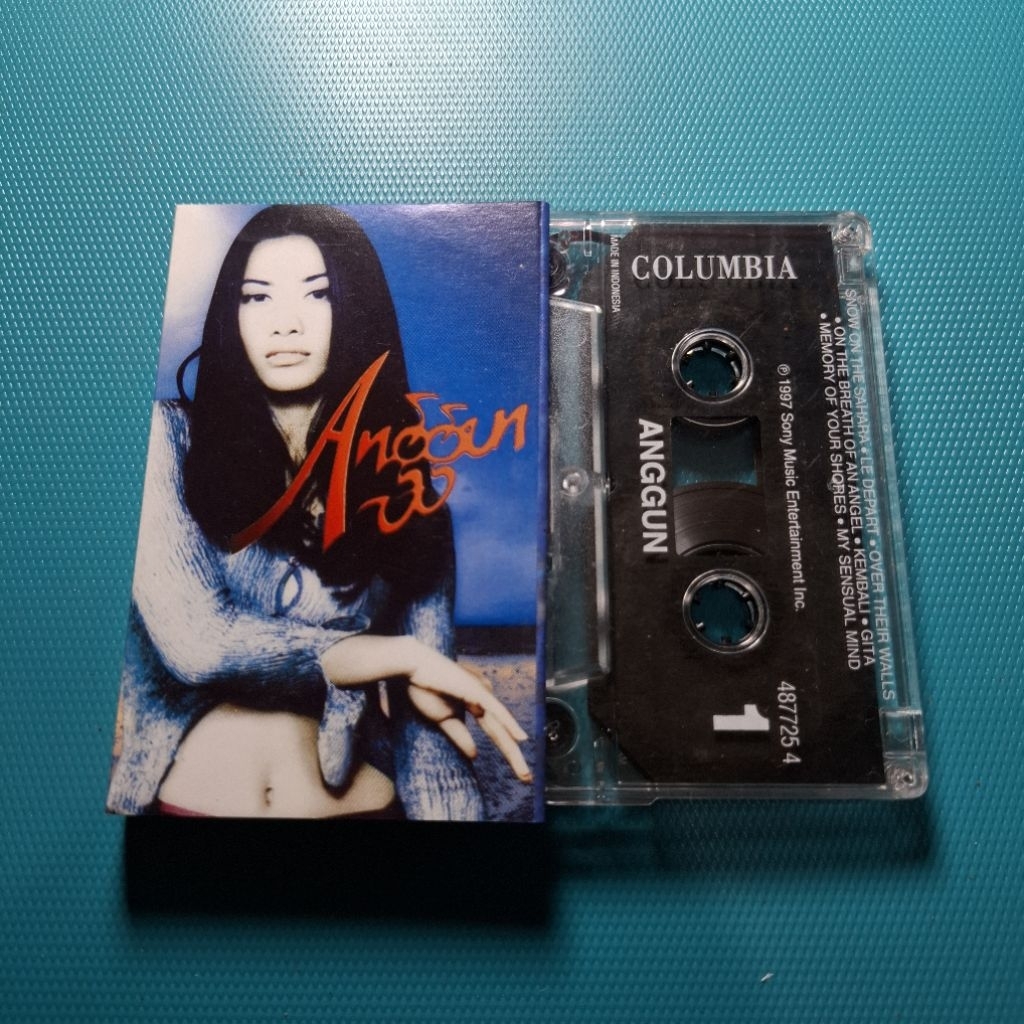 Anggun
COLUMBIA
MADE IN INDONESIA
SNOW ON THE SAHARA • LE DEPART • OVER THEIR WALLS
• ON THE BREATH OF AN ANGEL • KEMBALI • GITA
• MEMORY OF YOUR SHORES • MY SENSUAL MIND
℗ 1997 Sony Music Entertainment Inc.
ANGGUN
1
487725 4